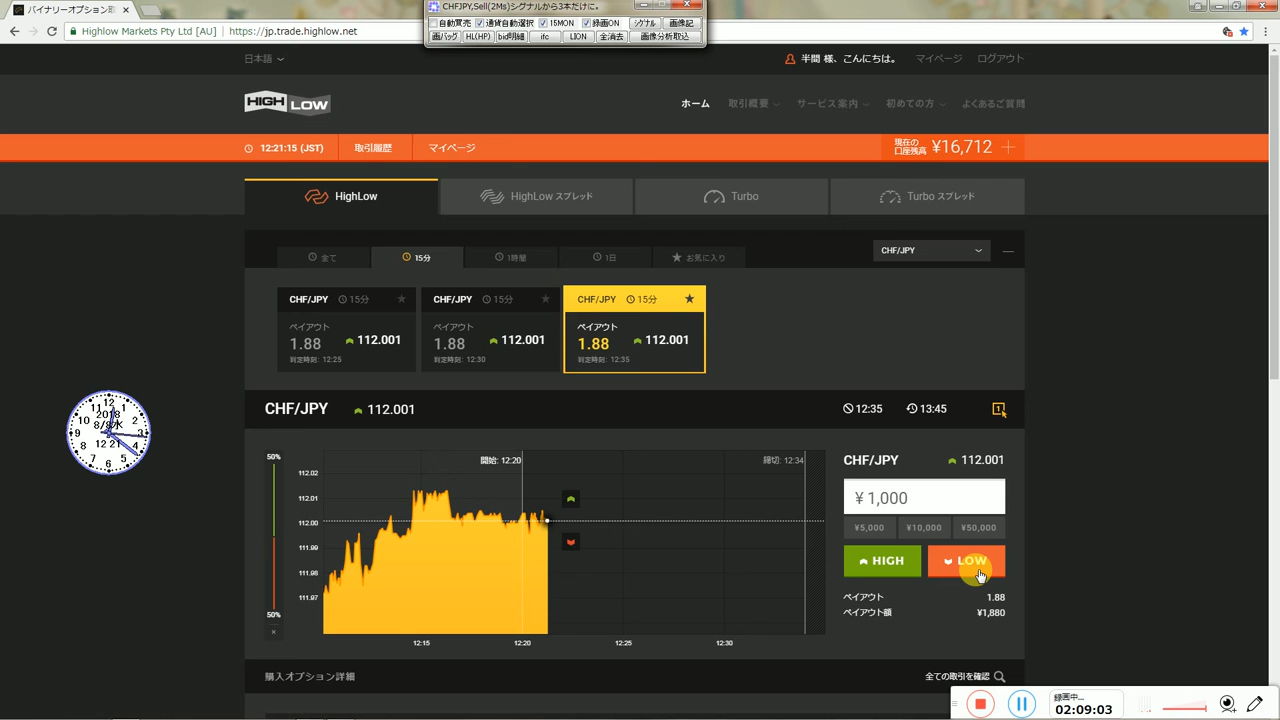 バイナリーオプション取
CHFJPY,Sell(2Ms)シグナルから3本だけに。
自動買売 通貨自動選択 15MON 録画ON シグナル 画像記
画バッグ HL(HP) bid明細 ifc LION 全消去 画像分析取込
Highlow Markets Pty Ltd [AU] https://jp.trade.highlow.net
日本語
半間 様、こんにちは。 マイページ ログアウト
HIGH LOW
ホーム 取引概要 サービス案内 初めての方 よくあるご質問
12:21:15 (JST) 取引履歴 マイページ
現在の
口座残高 ¥16,712
HighLow HighLow スプレッド Turbo Turbo スプレッド
全て 15分 1時間 1日 お気に入り CHF/JPY
CHF/JPY 15分 CHF/JPY 15分 CHF/JPY 15分
ペイアウト ペイアウト ペイアウト
1.88 112.001 1.88 112.001 1.88 112.001
判定時刻: 12:25 判定時刻: 12:30 判定時刻: 12:35
CHF/JPY 112.001 12:35 13:45 1
50%
開始: 12:20 締切: 12:34
CHF/JPY 112.001
112.02
112.01
112.00
111.99
111.98
111.97
50%
12:15 12:20 12:25 12:30
¥ 1,000
¥5,000 ¥10,000 ¥50,000
HIGH LOW
ペイアウト 1.88
ペイアウト額 ¥1,880
12 1 2 3 4 5 6 7 8 9 10 11
2018
購入オプション詳細 全ての取引を確認
録画中...
02:09:03